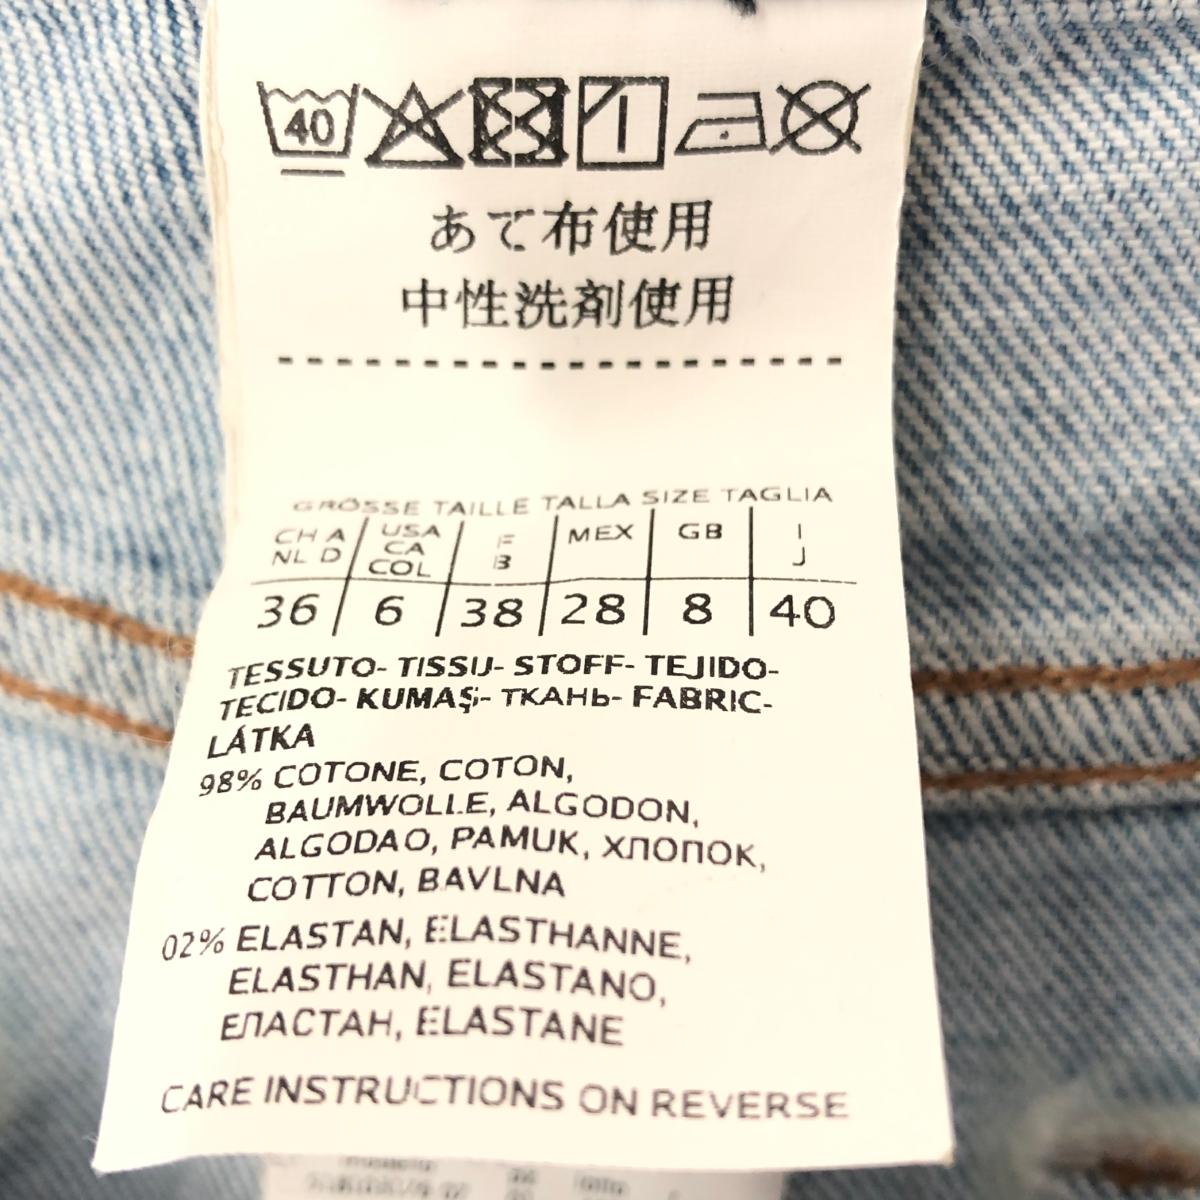 40
あて布使用
中性洗剤使用
GRÖSSE TAILLE TALLA SIZE TAGLIA
CH A USA F MEX GB I
NL D CA B J
COL
36 6 38 28 8 40
TESSUTO- TISSU- STOFF- TEJIDO-
TECIDO- KUMAŞ- ТКАНЬ- FABRIC-
LÁTKA
98% COTONE, COTON,
BAUMWOLLE, ALGODON,
ALGODAO, PAMUK, ХЛОПОК,
COTTON, BAVLNA
02% ELASTAN, ELASTHANNE,
ELASTHAN, ELASTANO,
ЕЛАСТАН, ELASTANE
CARE INSTRUCTIONS ON REVERSE